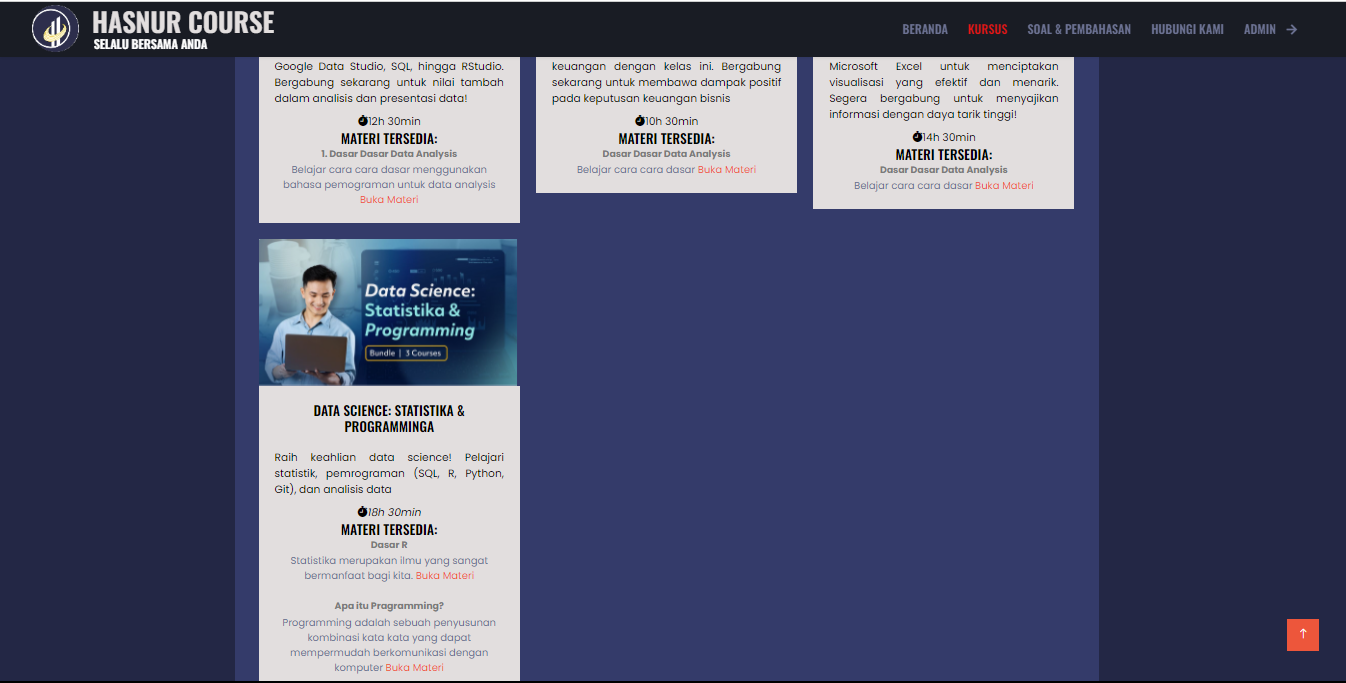 HASNUR COURSE
SELALU BERSAMA ANDA
BERANDA
KURSUS
SOAL & PEMBAHASAN
HUBUNGI KAMI
ADMIN →
Google Data Studio, SQL, hingga RStudio.
Bergabung sekarang untuk nilai tambah
dalam analisis dan presentasi data!
12h 30min
MATERI TERSEDIA:
1. Dasar Dasar Data Analysis
Belajar cara cara dasar menggunakan
bahasa pemograman untuk data analysis
Buka Materi
keuangan dengan kelas ini. Bergabung
sekarang untuk membawa dampak positif
pada keputusan keuangan bisnis
10h 30min
MATERI TERSEDIA:
Dasar Dasar Data Analysis
Belajar cara cara dasar Buka Materi
Microsoft Excel untuk menciptakan
visualisasi yang efektif dan menarik.
Segera bergabung untuk menyajikan
informasi dengan daya tarik tinggi!
14h 30min
MATERI TERSEDIA:
Dasar Dasar Data Analysis
Belajar cara cara dasar Buka Materi
Data Science:
Statistika &
Programming
Bundle | 3 Courses
DATA SCIENCE: STATISTIKA &
PROGRAMMINGA
Raih keahlian data science! Pelajari
statistik, pemrograman (SQL, R, Python,
Git), dan analisis data
18h 30min
MATERI TERSEDIA:
Dasar R
Statistika merupakan ilmu yang sangat
bermanfaat bagi kita. Buka Materi
Apa itu Pragramming?
Programming adalah sebuah penyusunan
kombinasi kata kata yang dapat
mempermudah berkomunikasi dengan
komputer Buka Materi